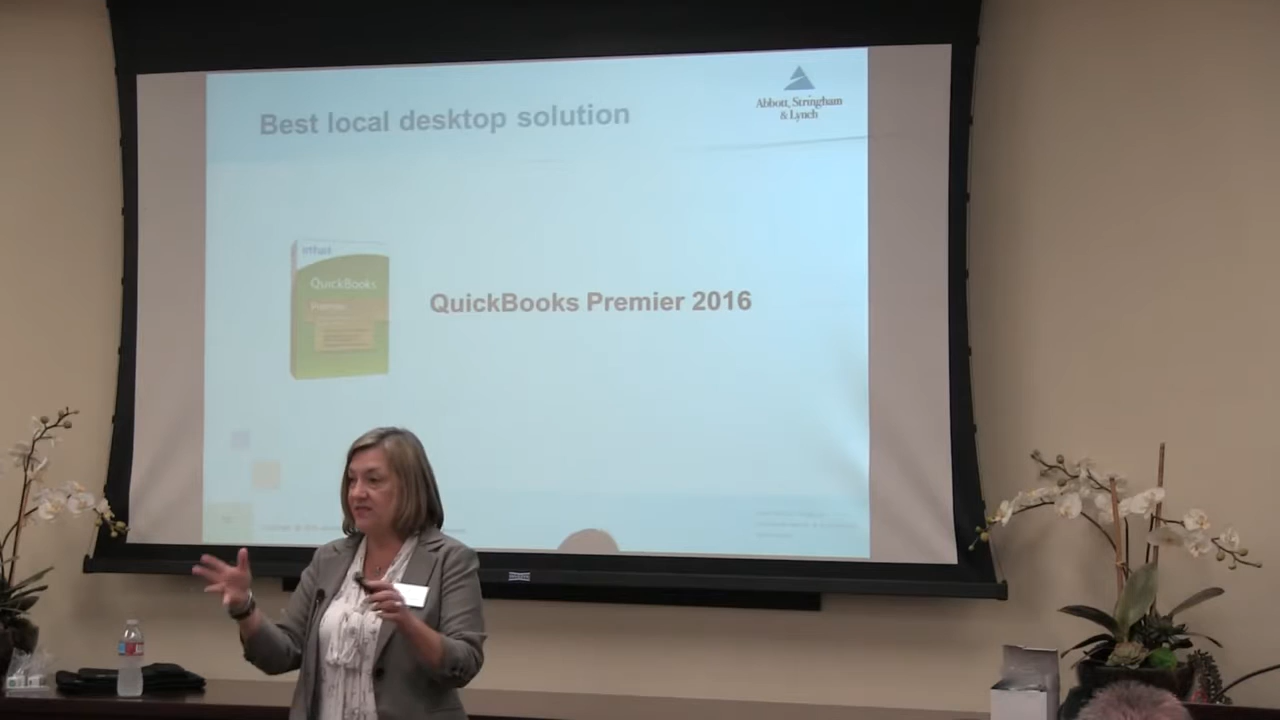 Best local desktop solution
Abbott, Stringham
& Lynch
intuit
QuickBooks
Premier
QuickBooks Premier 2016